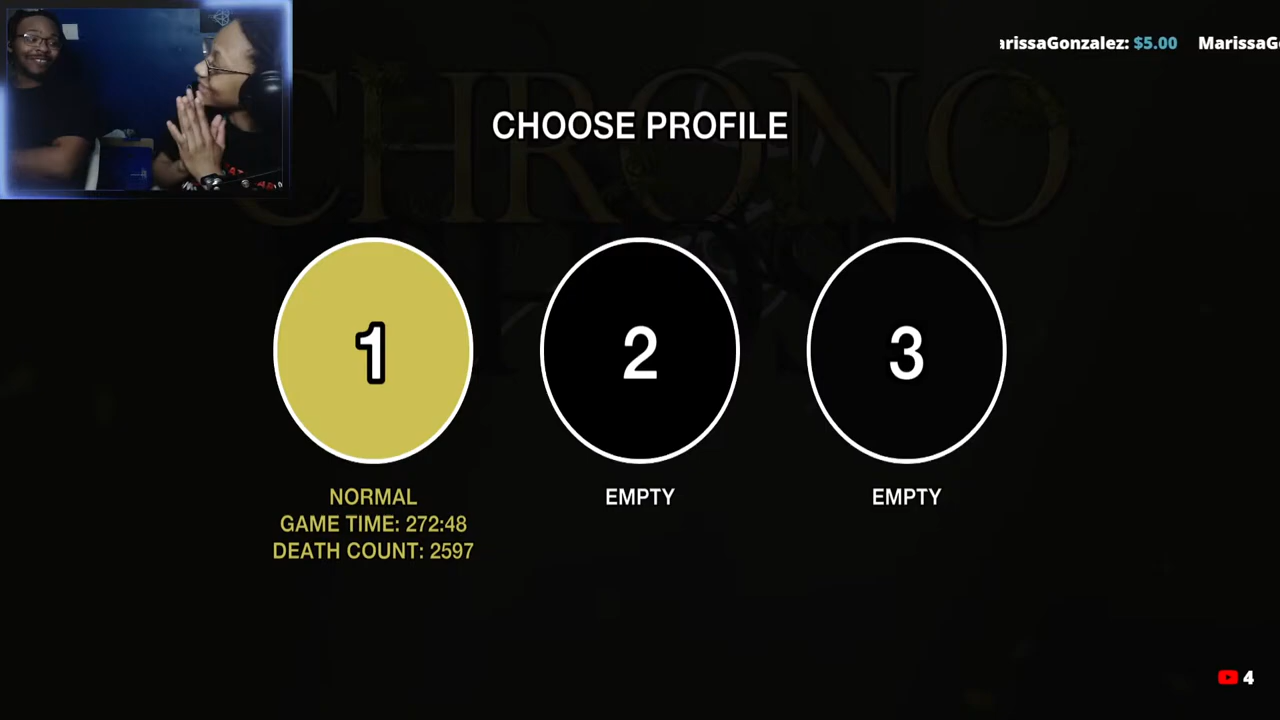 arissaGonzalez: $5.00 MarissaG
CHRONO
CHOOSE PROFILE
1
2
3
NORMAL
GAME TIME: 272:48
DEATH COUNT: 2597
EMPTY
EMPTY
4